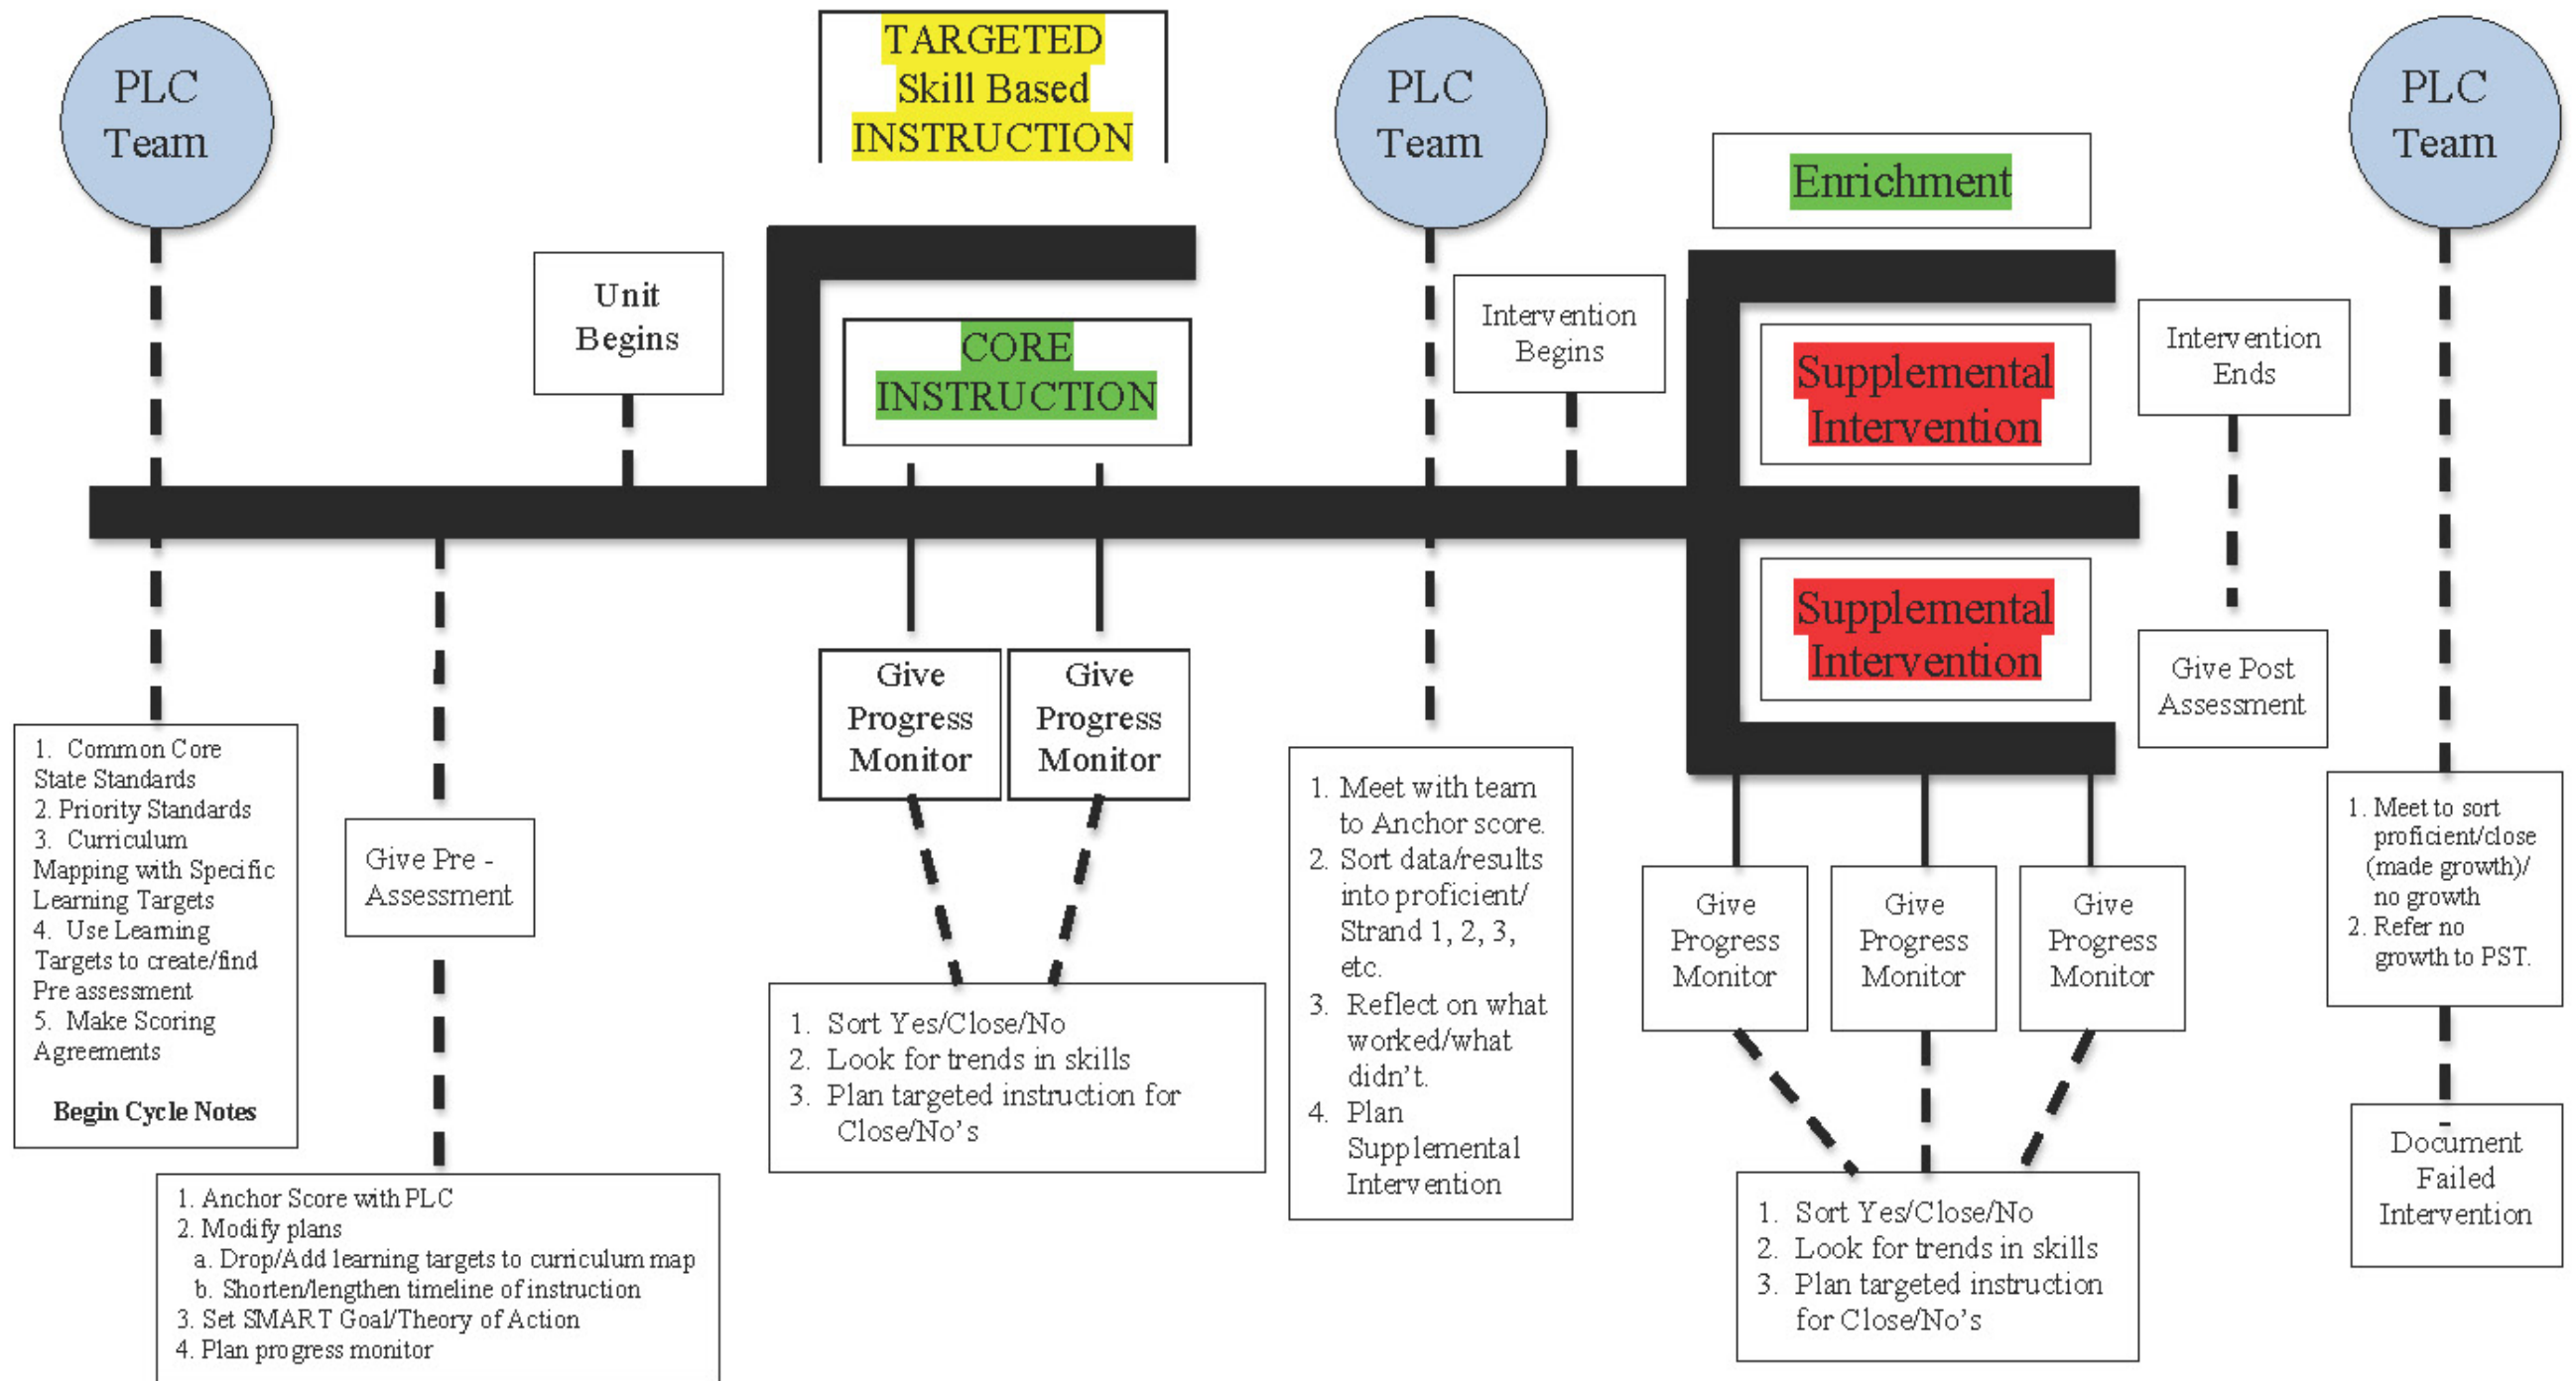 PLC
Team
TARGETED
Skill Based
INSTRUCTION
PLC
Team
PLC
Team
Enrichment
Unit
Begins
CORE
INSTRUCTION
Intervention
Begins
Supplemental
Intervention
Intervention
Ends
Supplemental
Intervention
Give Post
Assessment
Give
Progress
Monitor
Give
Progress
Monitor
1. Common Core
State Standards
2. Priority Standards
3. Curriculum
Mapping with Specific
Learning Targets
4. Use Learning
Targets to create/find
Pre assessment
5. Make Scoring
Agreements
Begin Cycle Notes
Give Pre -
Assessment
1. Anchor Score with PLC
2. Modify plans
a. Drop/Add learning targets to curriculum map
b. Shorten/lengthen timeline of instruction
3. Set SMART Goal/Theory of Action
4. Plan progress monitor
1. Sort Yes/Close/No
2. Look for trends in skills
3. Plan targeted instruction for
Close/No's
1. Meet with team
to Anchor score.
2. Sort data/results
into proficient/
Strand 1, 2, 3,
etc.
3. Reflect on what
worked/what
didn't.
4. Plan
Supplemental
Intervention
Give
Progress
Monitor
Give
Progress
Monitor
Give
Progress
Monitor
1. Sort Yes/Close/No
2. Look for trends in skills
3. Plan targeted instruction
for Close/No's
1. Meet to sort
proficient/close
(made growth)/
no growth
2. Refer no
growth to PST.
Document
Failed
Intervention